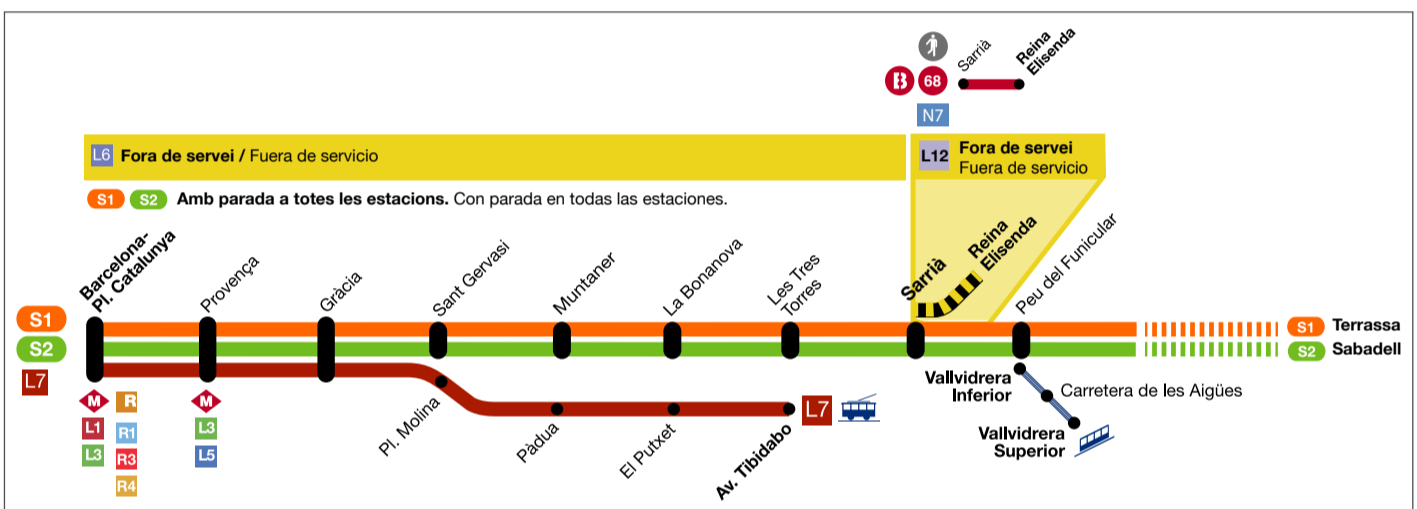 Sarrià
Reina
Elisenda
B 68
N7
L6 Fora de servei / Fuera de servicio
L12 Fora de servei
Fuera de servicio
S1 S2 Amb parada a totes les estacions. Con parada en todas las estaciones.
Barcelona-
Pl. Catalunya
Provença
Gràcia
Sant Gervasi
Muntaner
La Bonanova
Les Tres
Torres
Sarrià
Reina
Elisenda
Peu del Funicular
S1
S2
L7
S1 Terrassa
S2 Sabadell
M R
L1 R1
L3 R3
R4
M
L3
L5
Pl. Molina
Pàdua
El Putxet
Av. Tibidabo
L7
Vallvidrera
Inferior
Carretera de les Aigües
Vallvidrera
Superior